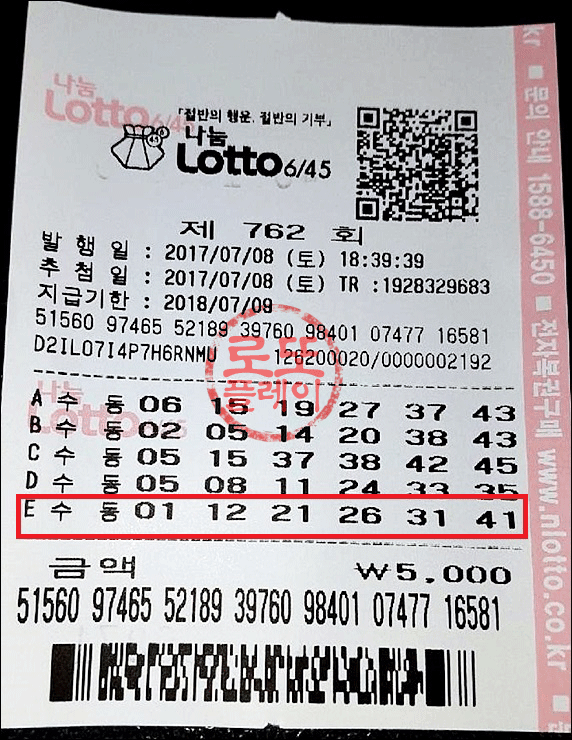 나눔
Lotto6/45
「절반의 행운, 절반의 기부」
나눔
Lotto6/45
제 762 회
발 행 일 : 2017/07/08 (토) 18:39:39
추 첨 일 : 2017/07/08 (토) TR :1928329683
지급기한 : 2018/07/09
51560 97465 52189 39760 98401 07477 16581
D2IL07I4P7H6RNMU 126200020/0000002192
로또
플레이
A 수 동 06 15 19 27 37 43
B 수 동 02 05 14 20 38 43
C 수 동 05 15 37 38 42 45
D 수 동 05 08 11 24 33 35
E 수 동 01 12 21 26 31 41
금액 ₩5,000
51560 97465 52189 39760 98401 07477 16581
kr ■ 문의 안내 1588-6450 ■ 전자복권구매 www.nlotto.co.kr ■